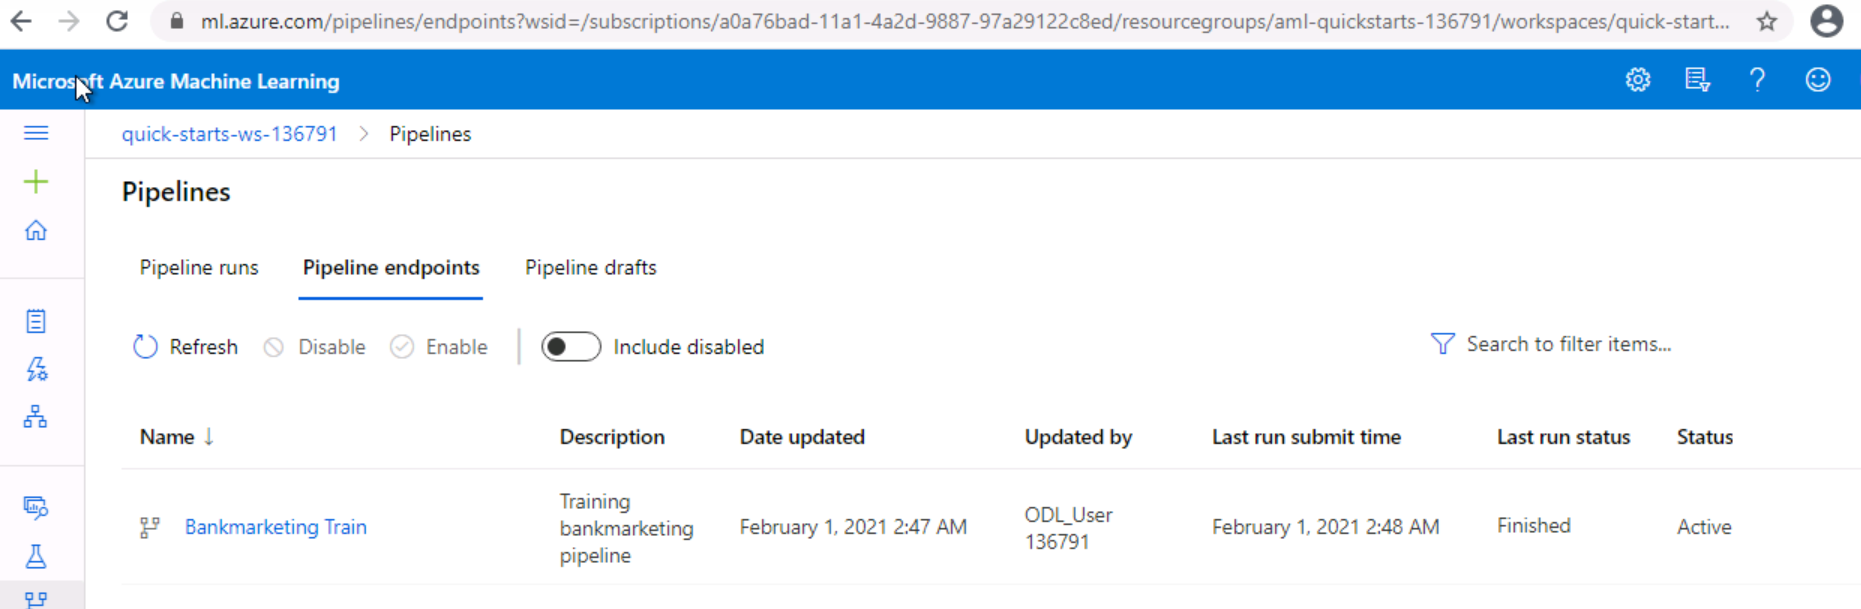 ml.azure.com/pipelines/endpoints?wsid=/subscriptions/a0a76bad-11a1-4a2d-9887-97a29122c8ed/resourcegroups/aml-quickstarts-136791/workspaces/quick-start...
Microsoft Azure Machine Learning
quick-starts-ws-136791 > Pipelines
Pipelines
Pipeline runs Pipeline endpoints Pipeline drafts
Refresh Disable Enable Include disabled Search to filter items...
Name ↓ Description Date updated Updated by Last run submit time Last run status Status
Bankmarketing Train
Training
bankmarketing
pipeline
February 1, 2021 2:47 AM
ODL_User
136791
February 1, 2021 2:48 AM
Finished
Active